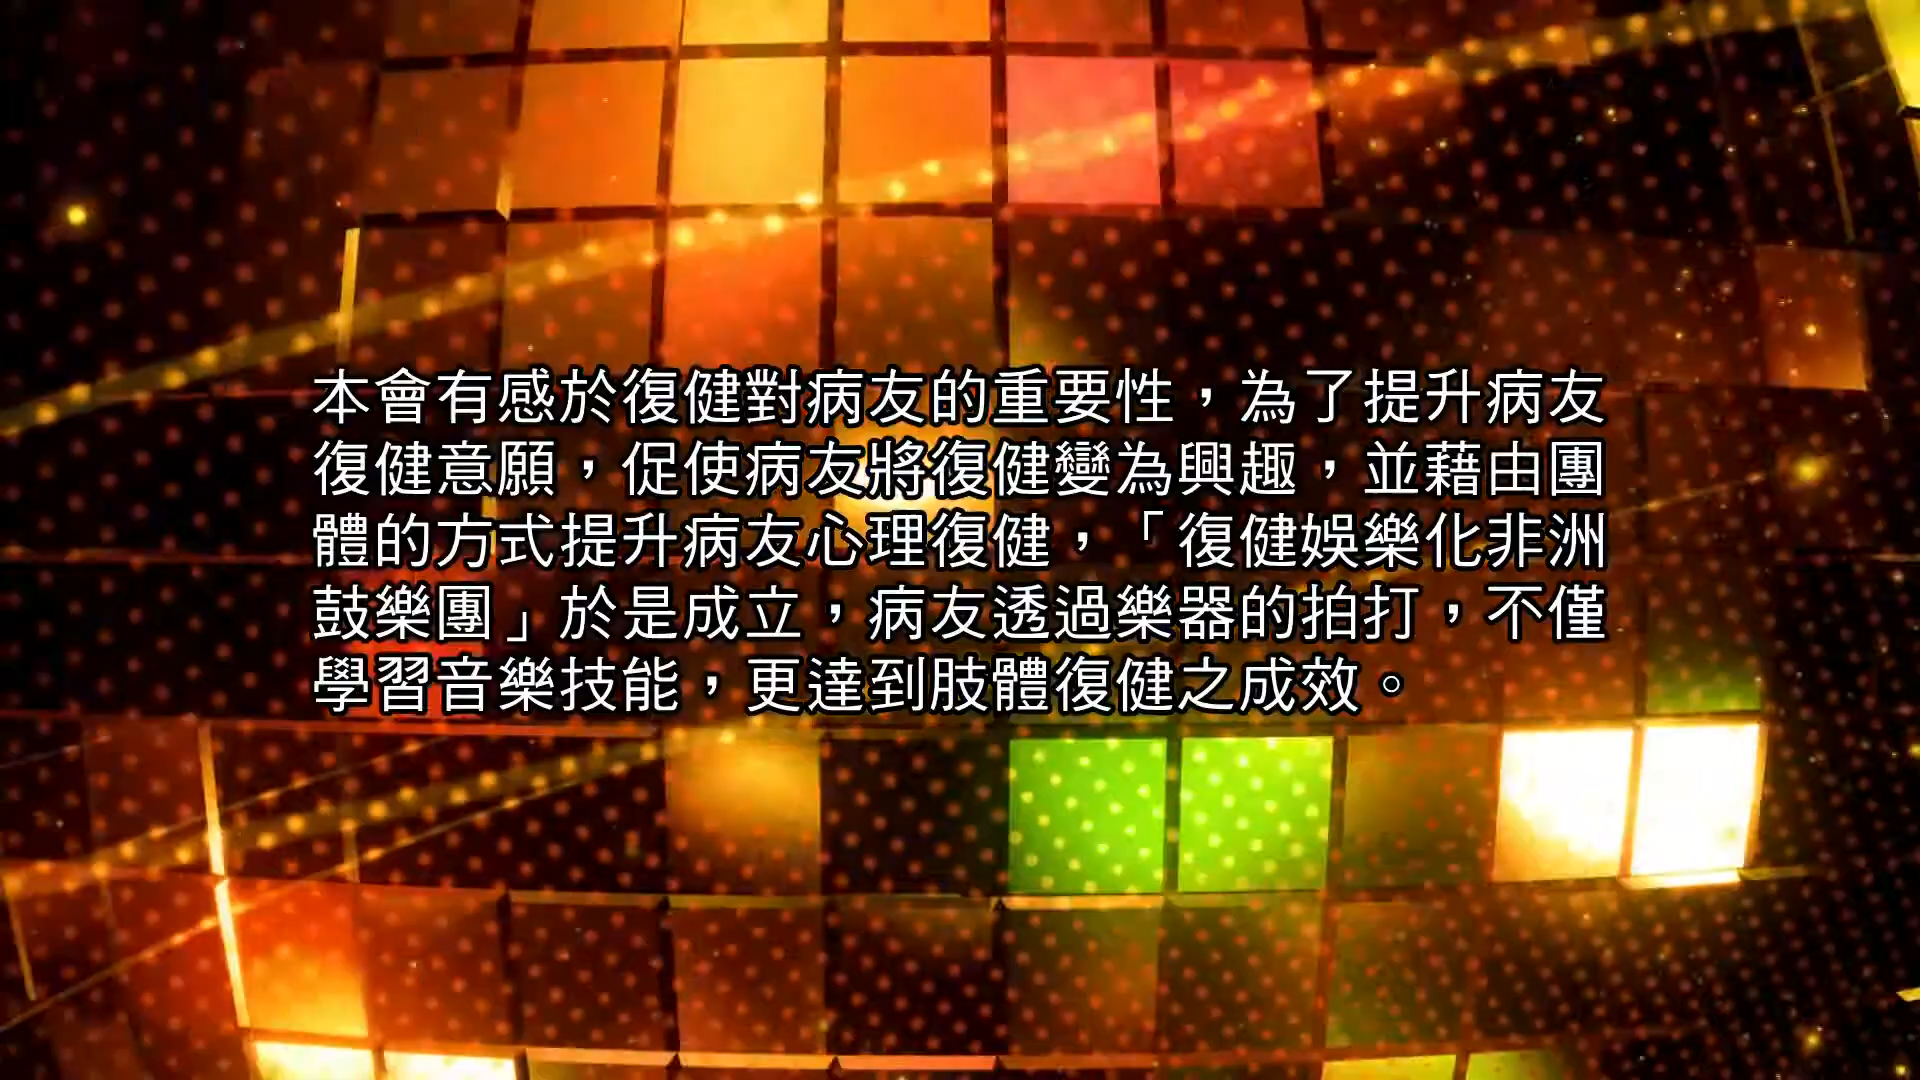 本會有感於復健對病友的重要性，為了提升病友
復健意願，促使病友將復健變為興趣，並藉由團
體的方式提升病友心理復健，「復健娛樂化非洲
鼓樂團」於是成立，病友透過樂器的拍打，不僅
學習音樂技能，更達到肢體復健之成效。